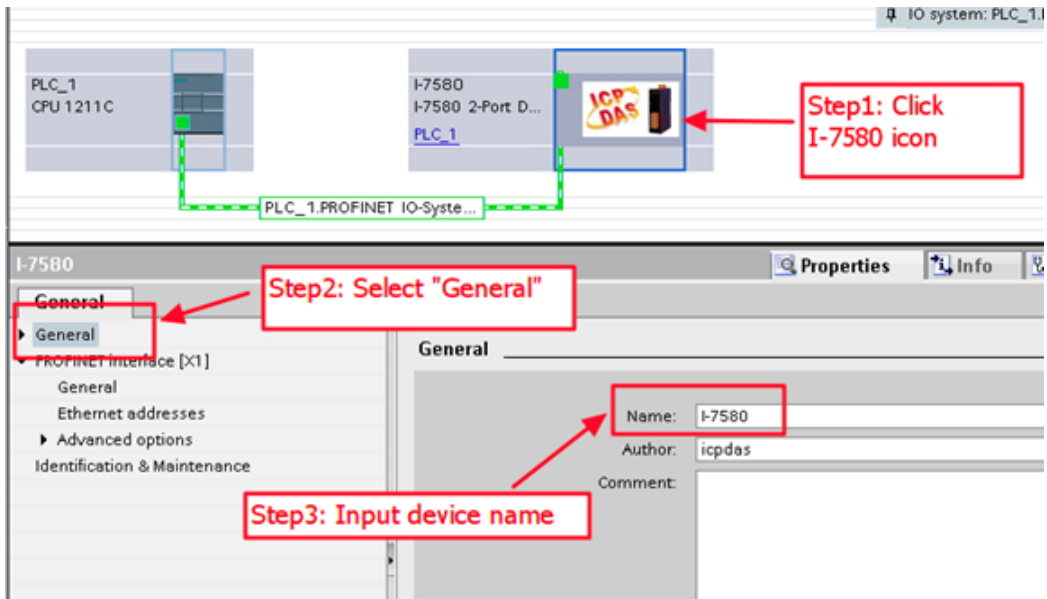 IO system: PLC_1.
PLC_1
CPU 1211C
I-7580
I-7580 2-Port D...
PLC_1
ICP
DAS
Step1: Click
I-7580 icon
PLC_1.PROFINET IO-Syste...
I-7580
Properties
Info
General
Step2: Select "General"
General
PROFINET interface [X1]
General
Ethernet addresses
Advanced options
Identification & Maintenance
General
Name: I-7580
Author: icpdas
Comment:
Step3: Input device name